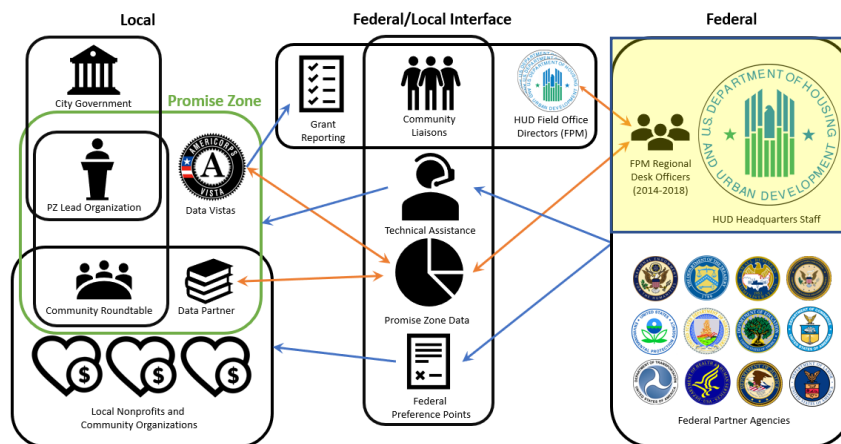 Local
Federal/Local Interface
Federal
City Government
Promise Zone
PZ Lead Organization
AMERICORPS
A
VISTA
Data Vistas
Community Roundtable
Data Partner
$
$
$
Local Nonprofits and
Community Organizations
Grant
Reporting
Community
Liaisons
HUD Field Office
Directors (FPM)
Technical Assistance
Promise Zone Data
Federal
Preference Points
FPM Regional
Desk Officers
(2014-2018)
U.S. DEPARTMENT OF HOUSING
AND URBAN DEVELOPMENT
HUD Headquarters Staff
Federal Partner Agencies